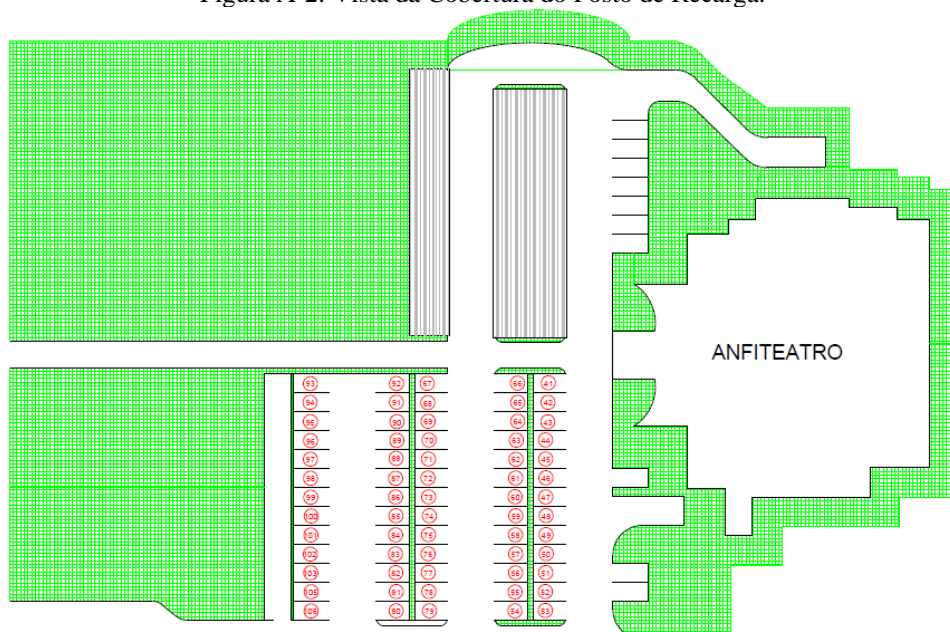 Figura A-2: Vista da Cobertura do Posto de Recarga.
ANFITEATRO
93 92 67 66 41
94 91 68 65 42
95 90 69 64 43
96 89 70 63 44
97 88 71 62 45
98 87 72 61 46
99 86 73 60 47
100 85 74 59 48
101 84 75 58 49
102 83 76 57 50
103 82 77 56 51
105 81 78 55 52
106 80 79 54 53